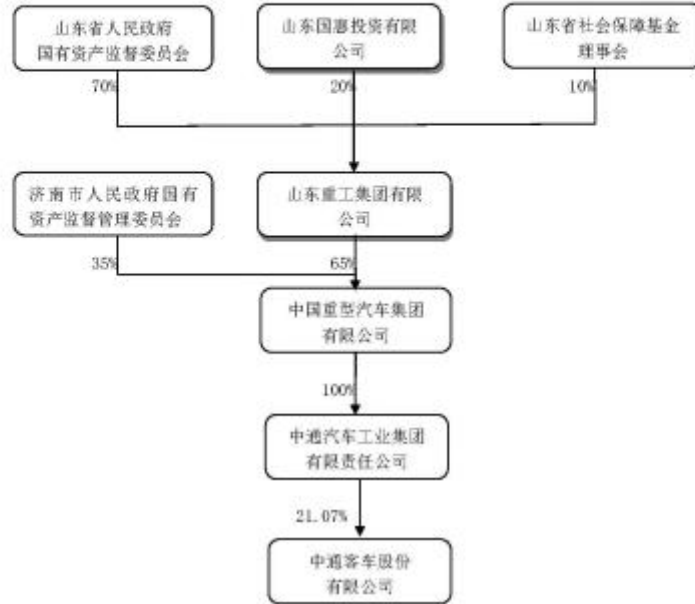 山东省人民政府
国有资产监督委员会
山东国惠投资有限
公司
山东省社会保障基金
理事会
70%
20%
10%
济南市人民政府国有
资产监督管理委员会
山东重工集团有限
公司
35%
65%
中国重型汽车集团
有限公司
100%
中通汽车工业集团
有限责任公司
21.07%
中通客车股份
有限公司